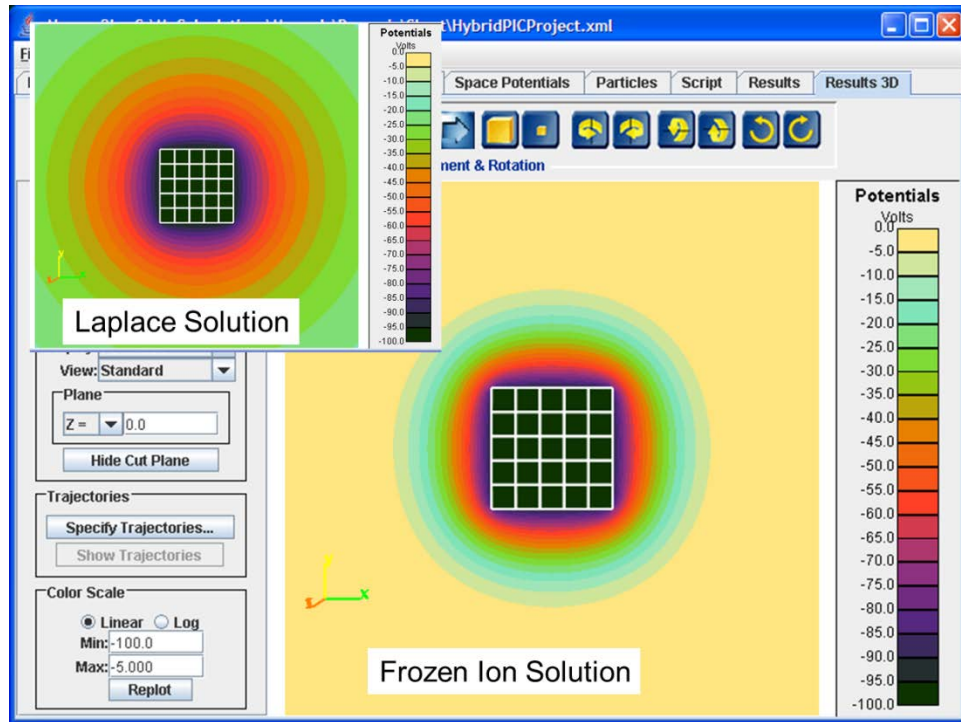 \HybridPICProject.xml
Space Potentials
Particles
Script
Results
Results 3D
Potentials
Volts
0.0
-5.0
-10.0
-15.0
-20.0
-25.0
-30.0
-35.0
-40.0
-45.0
-50.0
-55.0
-60.0
-65.0
-70.0
-75.0
-80.0
-85.0
-90.0
-95.0
-100.0
y
Laplace Solution
ment & Rotation
View: Standard
Plane
Z = 0.0
Hide Cut Plane
Trajectories
Specify Trajectories...
Show Trajectories
Color Scale
Linear Log
Min: -100.0
Max: -5.000
Replot
X
Frozen Ion Solution
Potentials
Volts
0.0
-5.0
-10.0
-15.0
-20.0
-25.0
-30.0
-35.0
-40.0
-45.0
-50.0
-55.0
-60.0
-65.0
-70.0
-75.0
-80.0
-85.0
-90.0
-95.0
-100.0